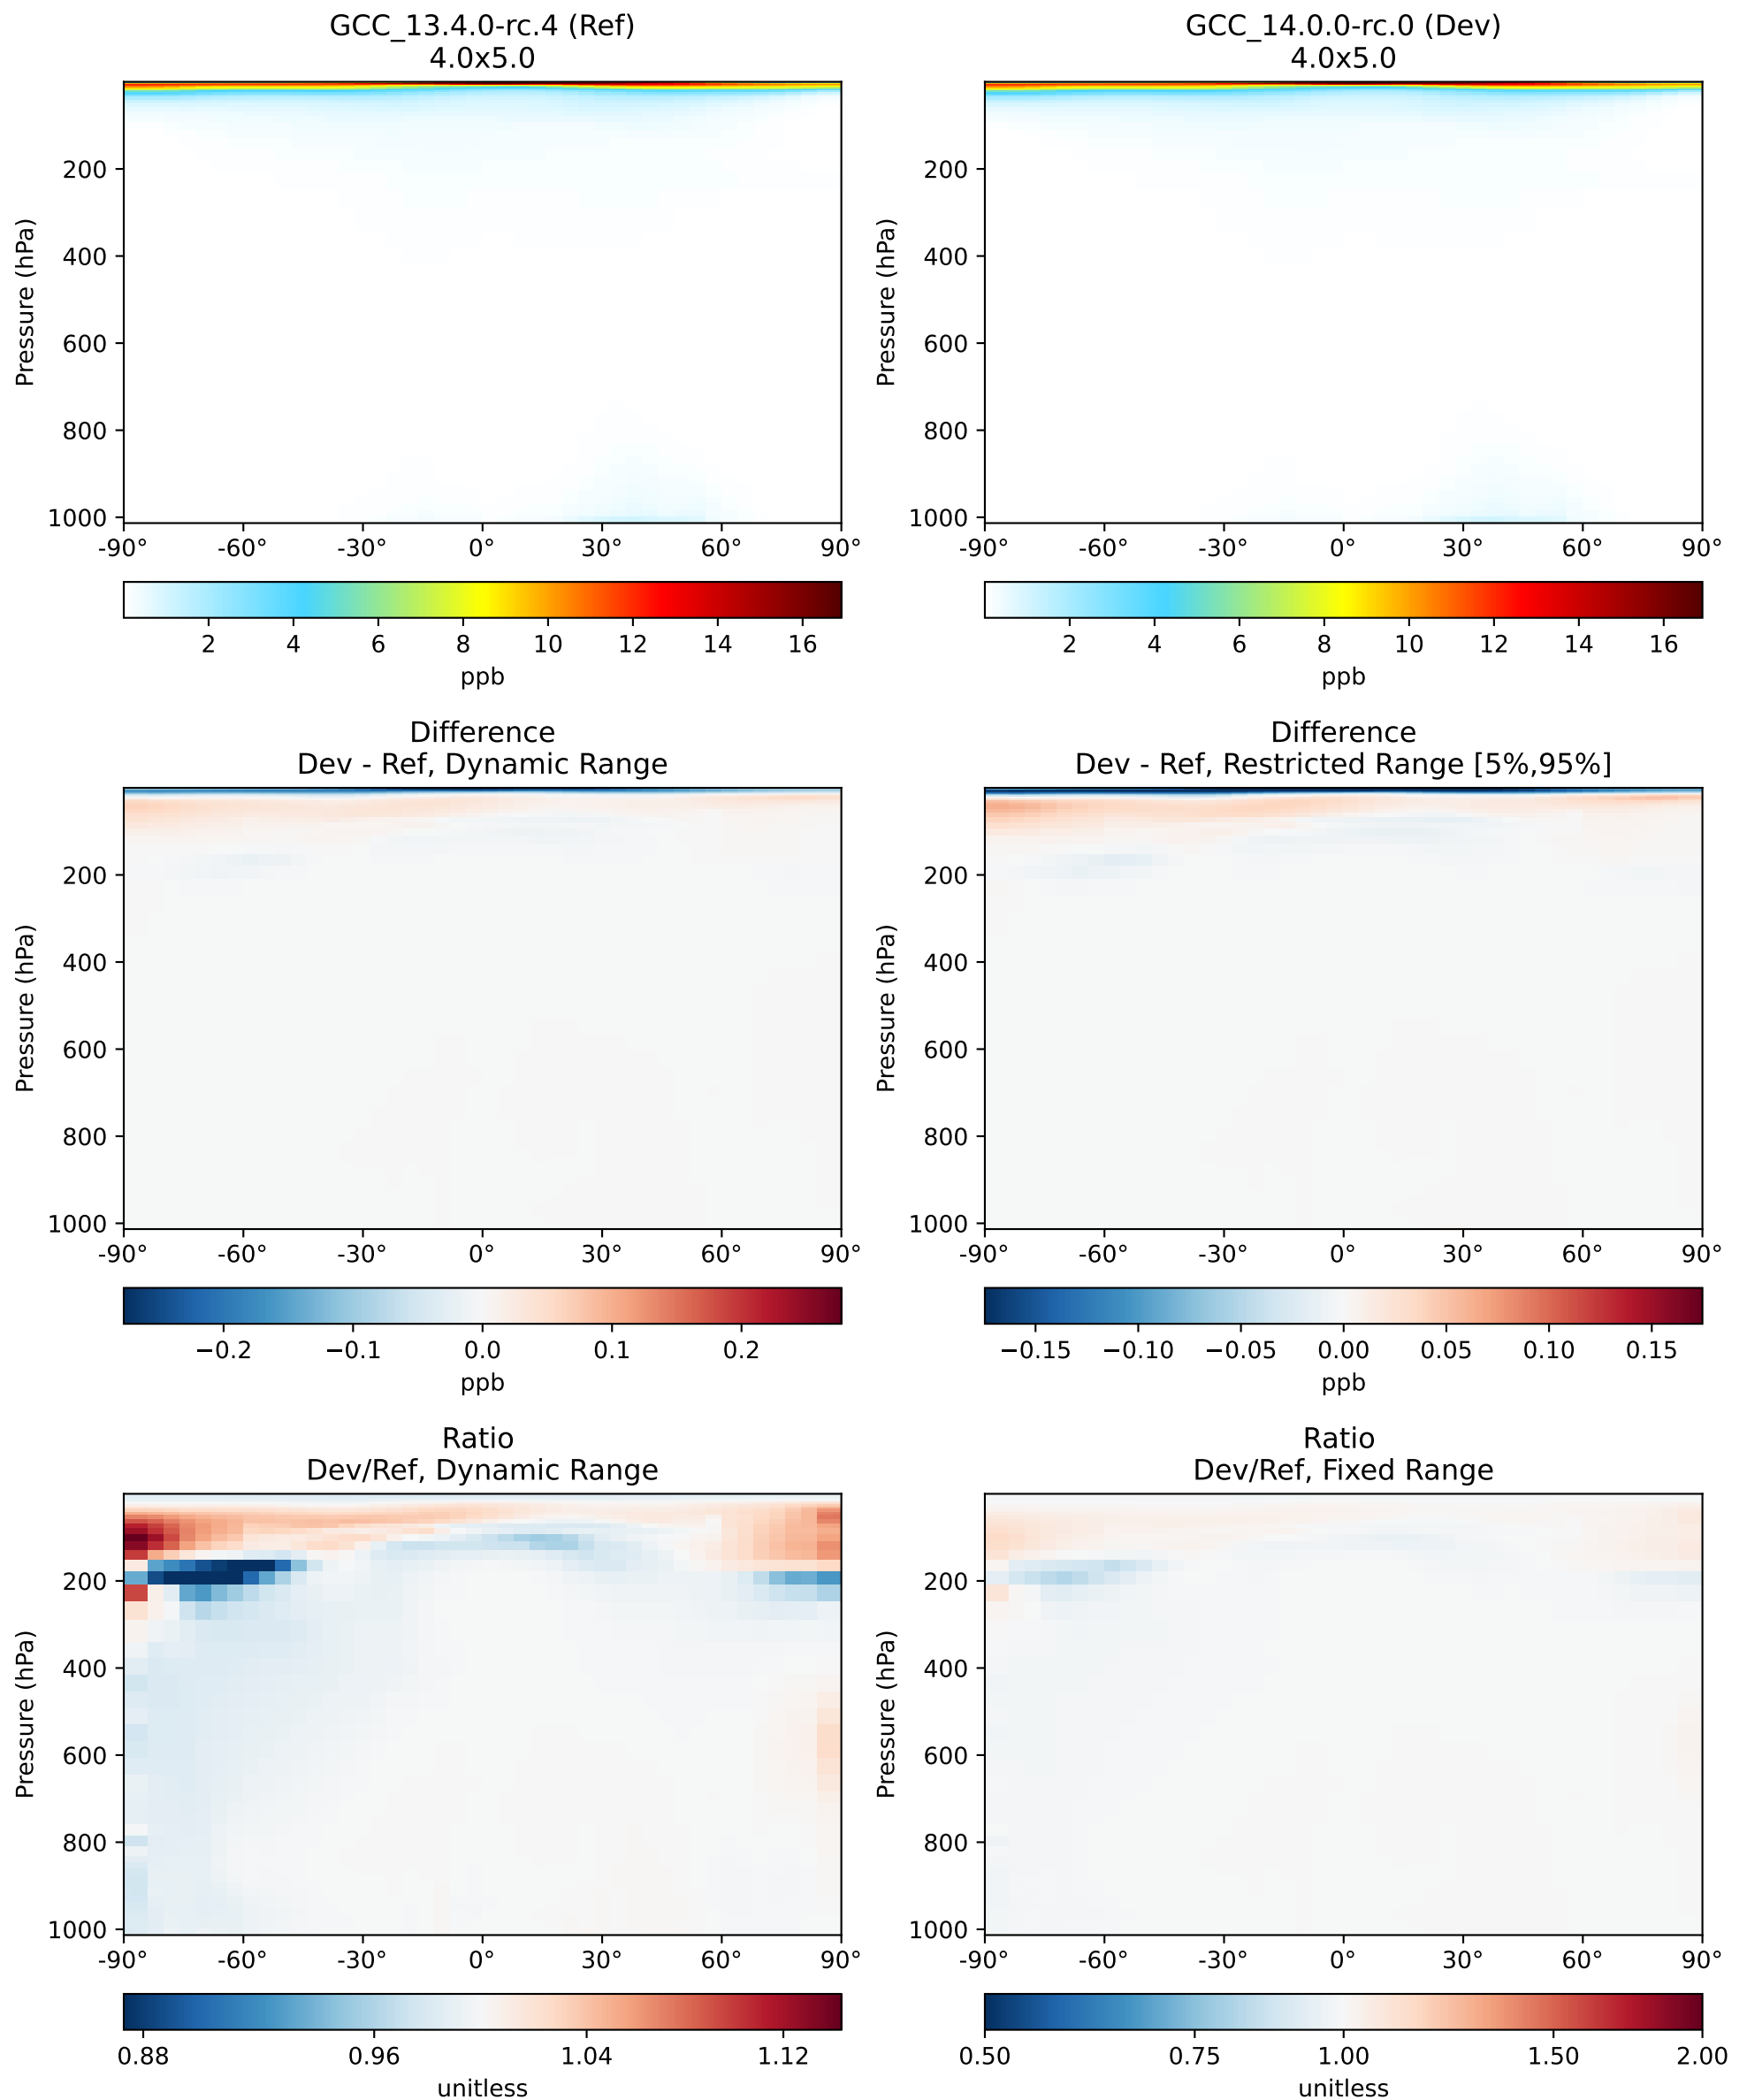 GCC_13.4.0-rc.4 (Ref)
4.0x5.0
Pressure (hPa)
200
400
600
800
1000
-90° -60° -30° 0° 30° 60° 90°
2 4 6 8 10 12 14 16
ppb
GCC_14.0.0-rc.0 (Dev)
4.0x5.0
Pressure (hPa)
200
400
600
800
1000
-90° -60° -30° 0° 30° 60° 90°
2 4 6 8 10 12 14 16
ppb
Difference
Dev - Ref, Dynamic Range
Pressure (hPa)
200
400
600
800
1000
-90° -60° -30° 0° 30° 60° 90°
−0.2 −0.1 0.0 0.1 0.2
ppb
Difference
Dev - Ref, Restricted Range [5%,95%]
Pressure (hPa)
200
400
600
800
1000
-90° -60° -30° 0° 30° 60° 90°
−0.15 −0.10 −0.05 0.00 0.05 0.10 0.15
ppb
Ratio
Dev/Ref, Dynamic Range
Pressure (hPa)
200
400
600
800
1000
-90° -60° -30° 0° 30° 60° 90°
0.88 0.96 1.04 1.12
unitless
Ratio
Dev/Ref, Fixed Range
Pressure (hPa)
200
400
600
800
1000
-90° -60° -30° 0° 30° 60° 90°
0.50 0.75 1.00 1.50 2.00
unitless